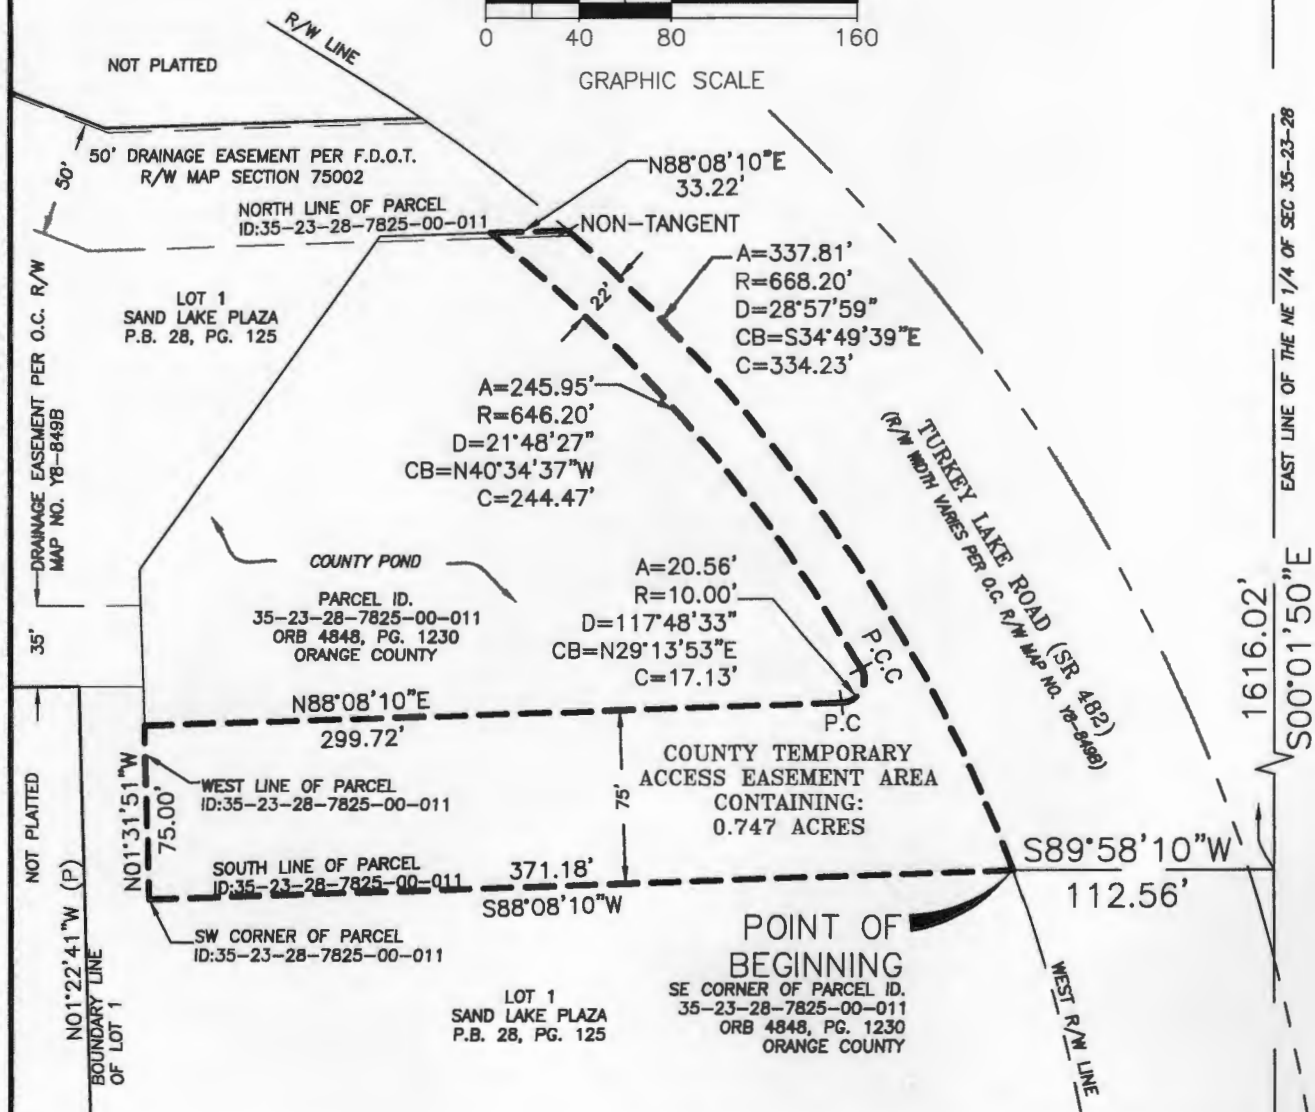 0 40 80 160
GRAPHIC SCALE
R/W LINE
NOT PLATTED
50'
50' DRAINAGE EASEMENT PER F.D.O.T.
R/W MAP SECTION 75002
NORTH LINE OF PARCEL
ID:35-23-28-7825-00-011
N88°08'10"E
33.22'
NON-TANGENT
A=337.81'
R=668.20'
D=28°57'59"
CB=S34°49'39"E
C=334.23'
22'
LOT 1
SAND LAKE PLAZA
P.B. 28, PG. 125
DRAINAGE EASEMENT PER O.C. R/W
MAP NO. Y8-849B
A=245.95'
R=646.20'
D=21°48'27"
CB=N40°34'37"W
C=244.47'
TURKEY LAKE ROAD (SR 482)
(R/W WIDTH VARIES PER O.C. R/W MAP NO. Y8-849B)
EAST LINE OF THE NE 1/4 OF SEC 35-23-28
1616.02'
S00°01'50"E
COUNTY POND
PARCEL ID.
35-23-28-7825-00-011
ORB 4848, PG. 1230
ORANGE COUNTY
A=20.56'
R=10.00'
D=117°48'33"
CB=N29°13'53"E
C=17.13'
P.C.C
P.C
35'
N88°08'10"E
299.72'
COUNTY TEMPORARY
ACCESS EASEMENT AREA
CONTAINING:
0.747 ACRES
75'
WEST LINE OF PARCEL
ID:35-23-28-7825-00-011
N01°31'51"W
75.00'
NOT PLATTED
SOUTH LINE OF PARCEL
ID:35-23-28-7825-00-011
371.18'
S88°08'10"W
S89°58'10"W
112.56'
SW CORNER OF PARCEL
ID:35-23-28-7825-00-011
N01°22'41"W (P)
BOUNDARY LINE
OF LOT 1
LOT 1
SAND LAKE PLAZA
P.B. 28, PG. 125
POINT OF
BEGINNING
SE CORNER OF PARCEL ID.
35-23-28-7825-00-011
ORB 4848, PG. 1230
ORANGE COUNTY
WEST R/W LINE